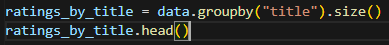 ratings_by_title = data.groupby("title").size()
ratings_by_title.head()